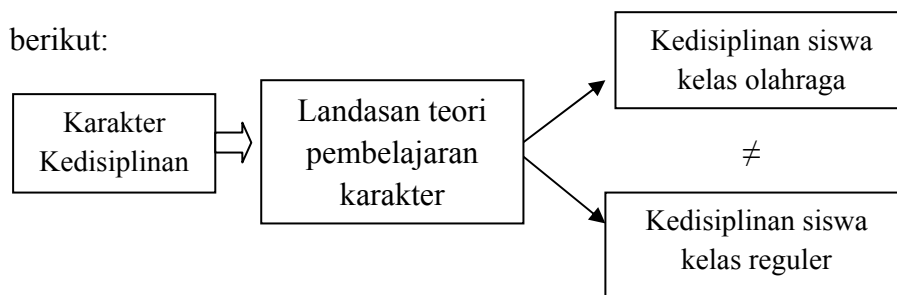 berikut:
Karakter
Kedisiplinan
Landasan teori
pembelajaran
karakter
Kedisiplinan siswa
kelas olahraga
≠
Kedisiplinan siswa
kelas reguler